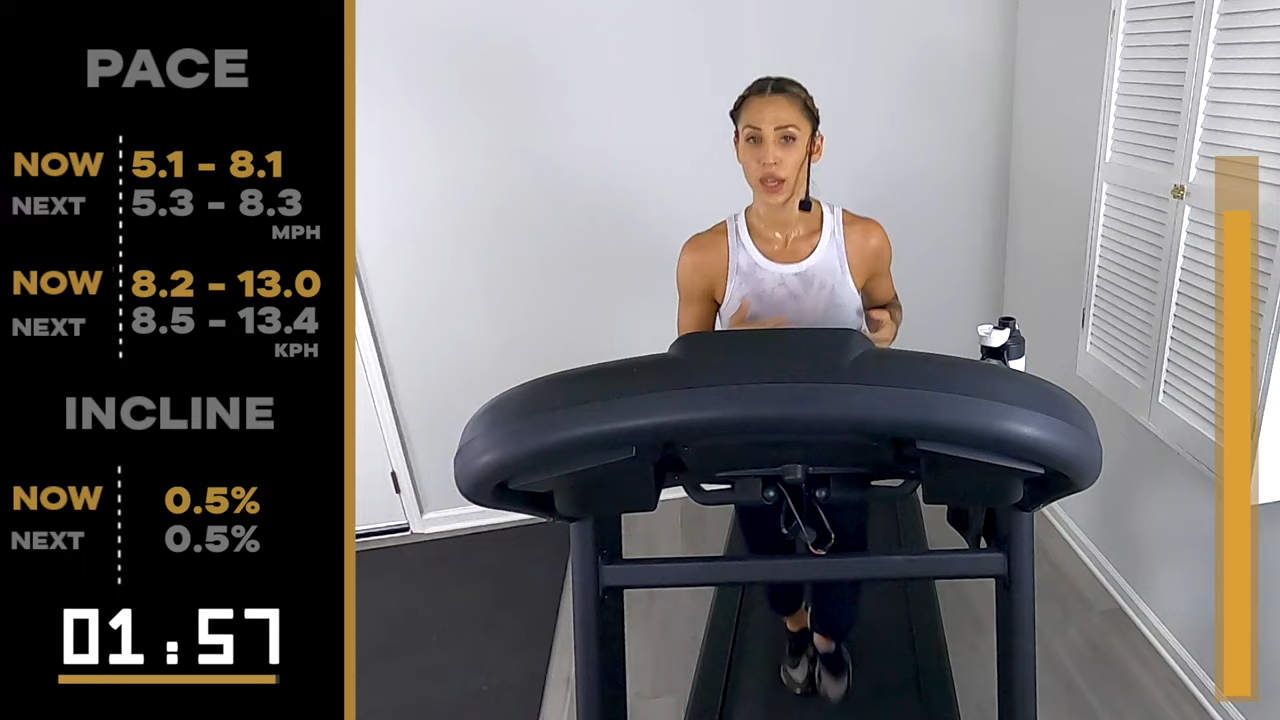 PACE
NOW 5.1 - 8.1
NEXT 5.3 - 8.3
MPH
NOW 8.2 - 13.0
NEXT 8.5 - 13.4
KPH
INCLINE
NOW 0.5%
NEXT 0.5%
01:57